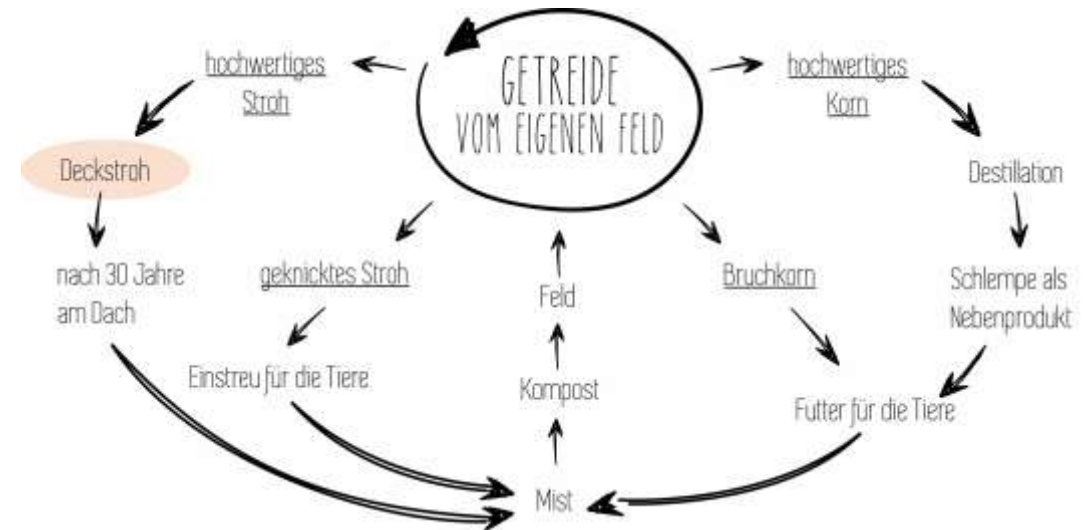 GETREIDE
VOM EIGENEN FELD
hochwertiges
Stroh
Deckstroh
nach 30 Jahre
am Dach
geknicktes Stroh
Einstreu für die Tiere
hochwertiges
Korn
Destillation
Schlempe als
Nebenprodukt
Bruchkorn
Futter für die Tiere
Feld
Kompost
Mist